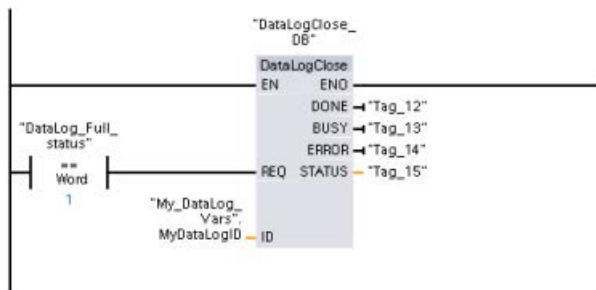 "DataLogClose_
DB"
DataLogClose
EN ENO
DONE "Tag_12"
BUSY "Tag_13"
"DataLog_Full_
status"
ERROR "Tag_14"
==
Word
REQ STATUS "Tag_15"
1
"My_DataLog_
Vars".
MyDataLogID ID